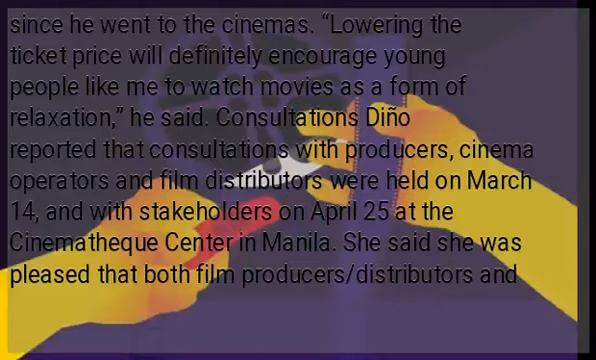 since he went to the cinemas. “Lowering the
ticket price will definitely encourage young
people like me to watch movies as a form of
relaxation,” he said. Consultations Diño
reported that consultations with producers, cinema
operators and film distributors were held on March
14, and with stakeholders on April 25 at the
Cinematheque Center in Manila. She said she was
pleased that both film producers/distributors and